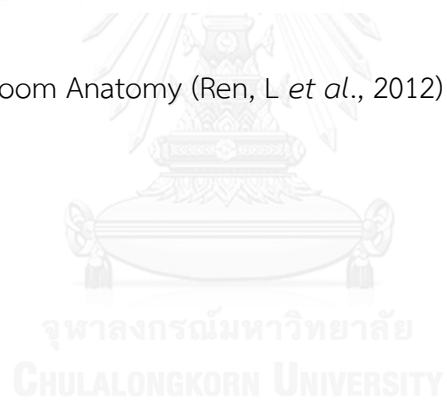 oom Anatomy (Ren, L et al., 2012)
จุฬาลงกรณ์มหาวิทยาลัย
CHULALONGKORN UNIVERSITY